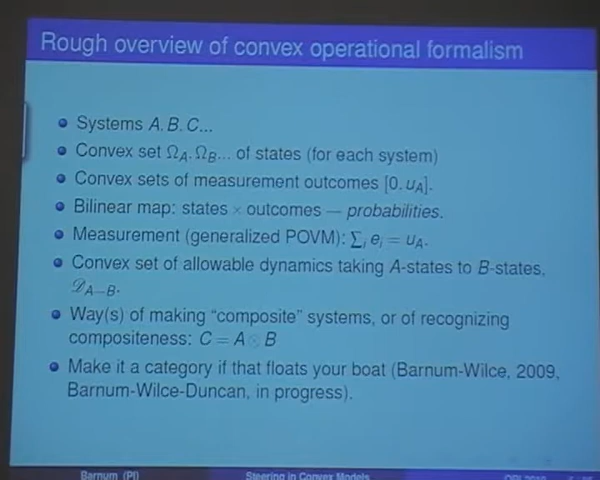 Rough overview of convex operational formalism
Systems A, B, C...
Convex set Ω_A, Ω_B... of states (for each system)
Convex sets of measurement outcomes [0, u_A].
Bilinear map: states × outcomes → probabilities.
Measurement (generalized POVM): ∑_i e_i = u_A.
Convex set of allowable dynamics taking A-states to B-states,
𝒟_{A→B}.
Way(s) of making "composite" systems, or of recognizing
compositeness: C = A ⊗ B
Make it a category if that floats your boat (Barnum-Wilce, 2009,
Barnum-Wilce-Duncan, in progress).
Barnum (PI) Steering in Convex Models